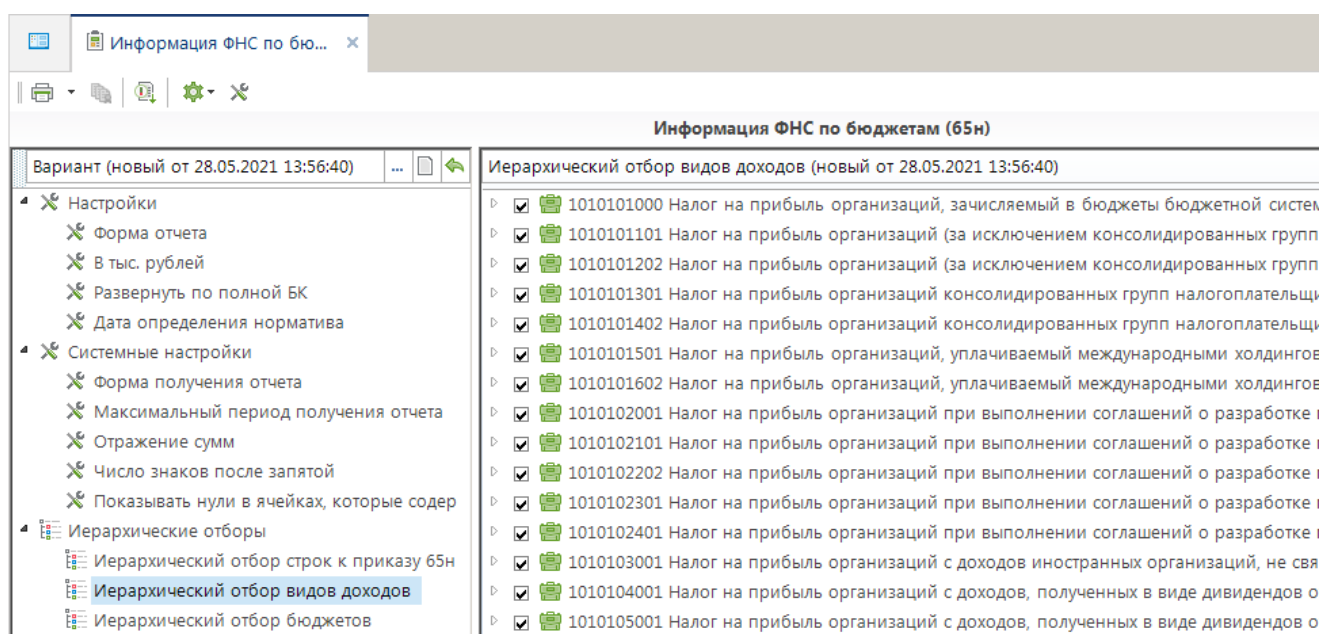 Информация ФНС по бю...
Информация ФНС по бюджетам (65н)
Вариант (новый от 28.05.2021 13:56:40)
...
Настройки
Форма отчета
В тыс. рублей
Развернуть по полной БК
Дата определения норматива
Системные настройки
Форма получения отчета
Максимальный период получения отчета
Отражение сумм
Число знаков после запятой
Показывать нули в ячейках, которые содер
Иерархические отборы
Иерархический отбор строк к приказу 65н
Иерархический отбор видов доходов
Иерархический отбор бюджетов
Иерархический отбор видов доходов (новый от 28.05.2021 13:56:40)
1010101000 Налог на прибыль организаций, зачисляемый в бюджеты бюджетной систем
1010101101 Налог на прибыль организаций (за исключением консолидированных групп
1010101202 Налог на прибыль организаций (за исключением консолидированных групп
1010101301 Налог на прибыль организаций консолидированных групп налогоплательщи
1010101402 Налог на прибыль организаций консолидированных групп налогоплательщи
1010101501 Налог на прибыль организаций, уплачиваемый международными холдингов
1010101602 Налог на прибыль организаций, уплачиваемый международными холдингов
1010102001 Налог на прибыль организаций при выполнении соглашений о разработке
1010102101 Налог на прибыль организаций при выполнении соглашений о разработке
1010102202 Налог на прибыль организаций при выполнении соглашений о разработке
1010102301 Налог на прибыль организаций при выполнении соглашений о разработке
1010102401 Налог на прибыль организаций при выполнении соглашений о разработке
1010103001 Налог на прибыль организаций с доходов иностранных организаций, не свя
1010104001 Налог на прибыль организаций с доходов, полученных в виде дивидендов о
1010105001 Налог на прибыль организаций с доходов, полученных в виде дивидендов о